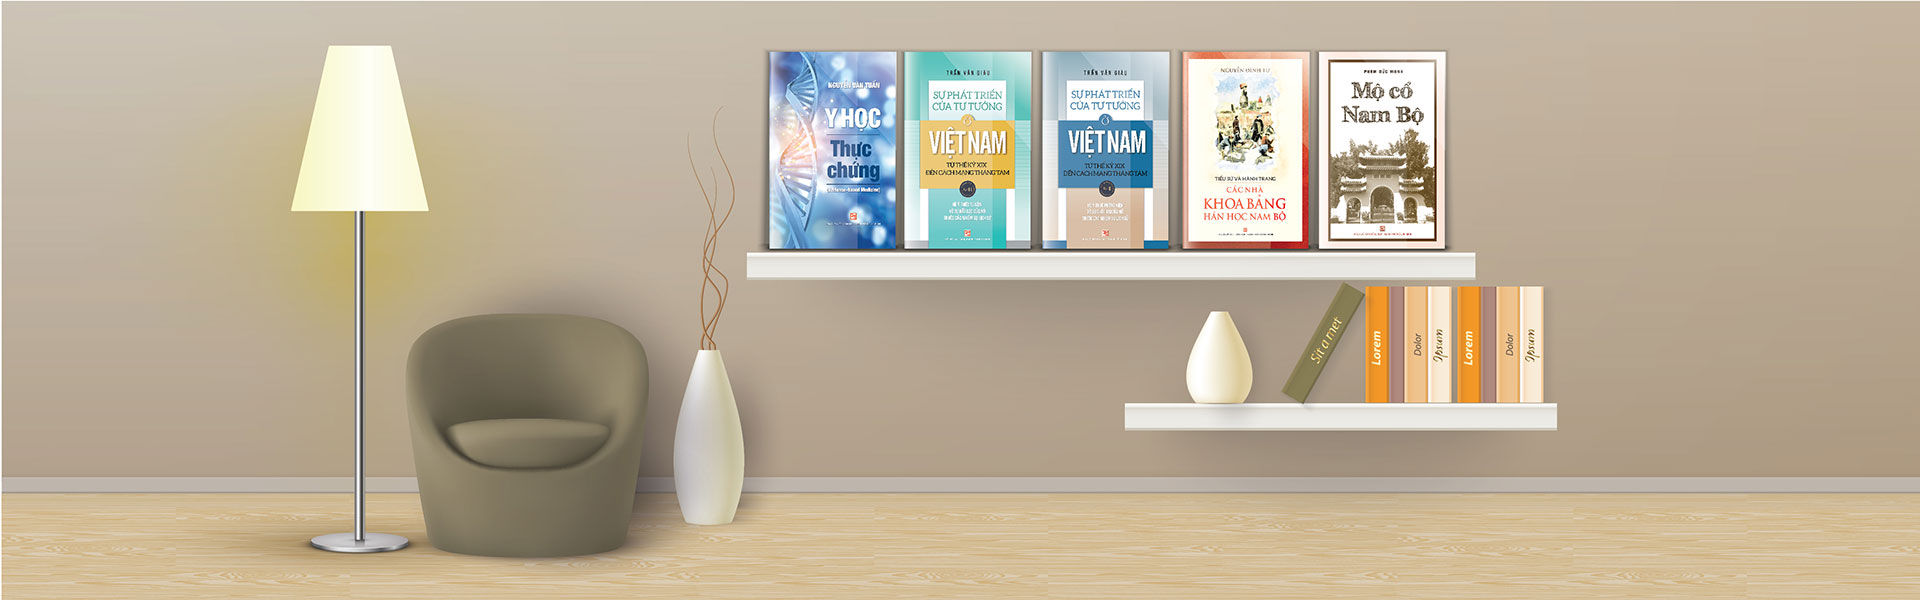 NGUYỄN VĂN TUẤN
Y HỌC
Thực
chứng
TRẦN VĂN GIÀU
SỰ PHÁT TRIỂN
CỦA TƯ TƯỞNG
Ở
VIỆT NAM
TỪ THẾ KỶ XIX
ĐẾN CÁCH MẠNG THÁNG TÁM
TRẦN VĂN GIÀU
SỰ PHÁT TRIỂN
CỦA TƯ TƯỞNG
Ở
VIỆT NAM
TỪ THẾ KỶ XIX
ĐẾN CÁCH MẠNG THÁNG TÁM
NGUYỄN ĐÌNH TƯ
TIỂU SỬ VÀ HÀNH TRẠNG
CÁC NHÀ
KHOA BẢNG
HÁN HỌC NAM BỘ
PHẠM ĐỨC MẠNH
Mộ cổ
Nam Bộ
Sit a met
Lorem
Dolor
Ipsum
Lorem
Dolor
Ipsum